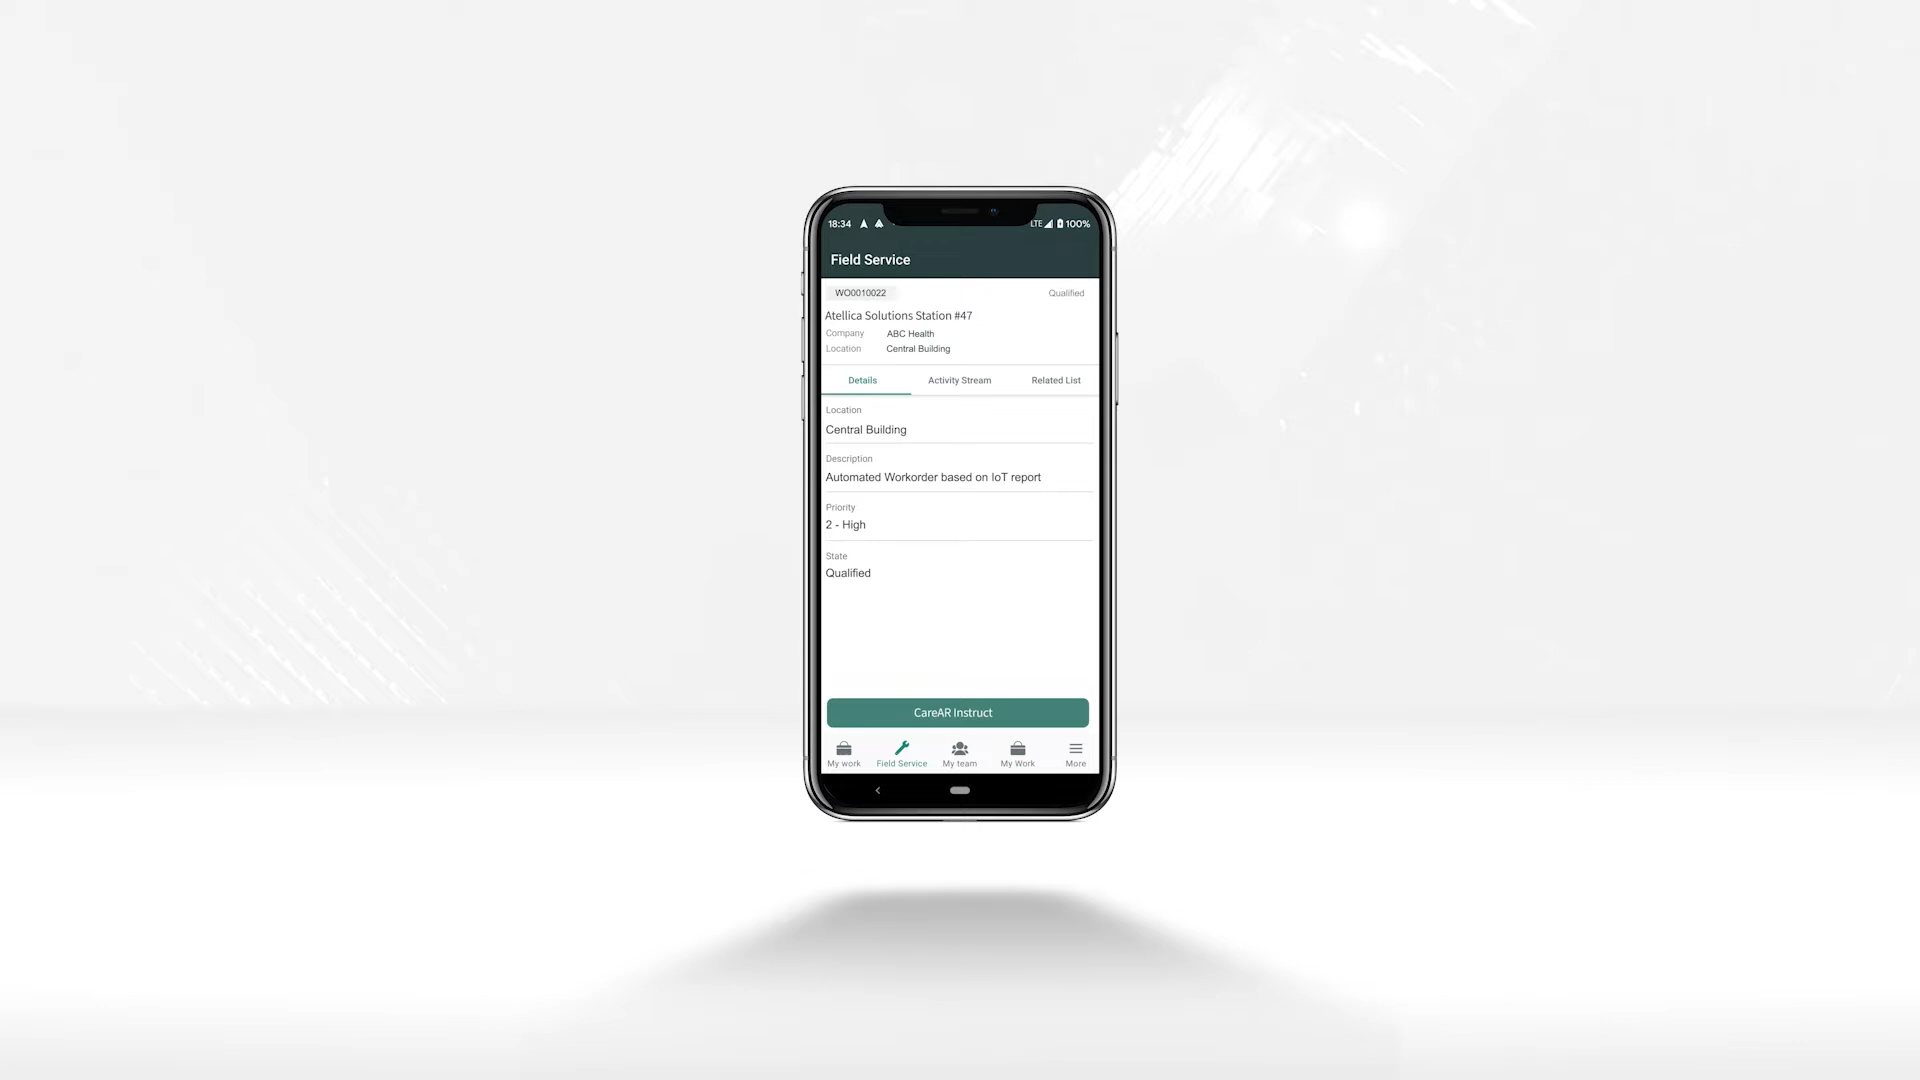 18:34 LTE 100%
Field Service
WO0010022 Qualified
Atellica Solutions Station #47
Company ABC Health
Location Central Building
Details Activity Stream Related List
Location
Central Building
Description
Automated Workorder based on IoT report
Priority
2 - High
State
Qualified
CareAR Instruct
My work Field Service My team My Work More